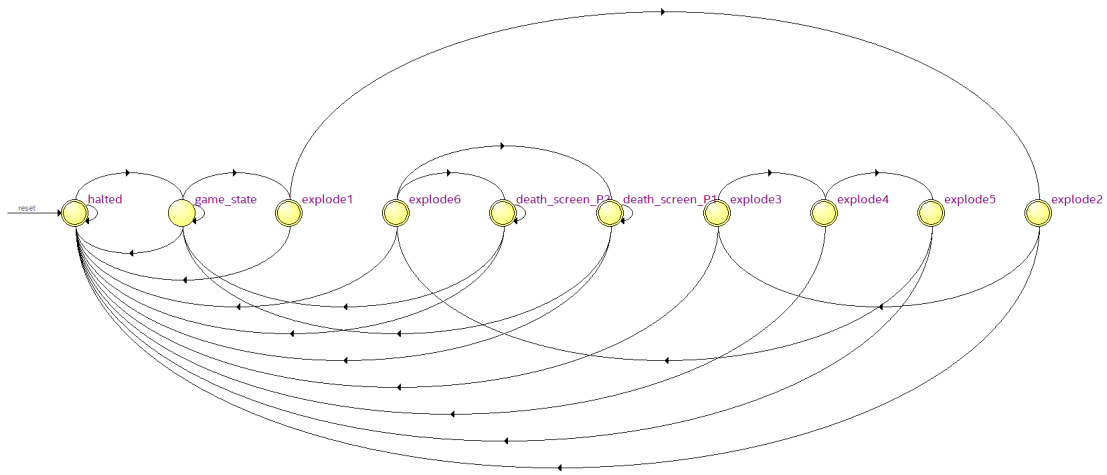 halted
game_state
explode1
explode6
death_screen_P2
death_screen_P1
explode3
explode4
explode5
explode2
reset